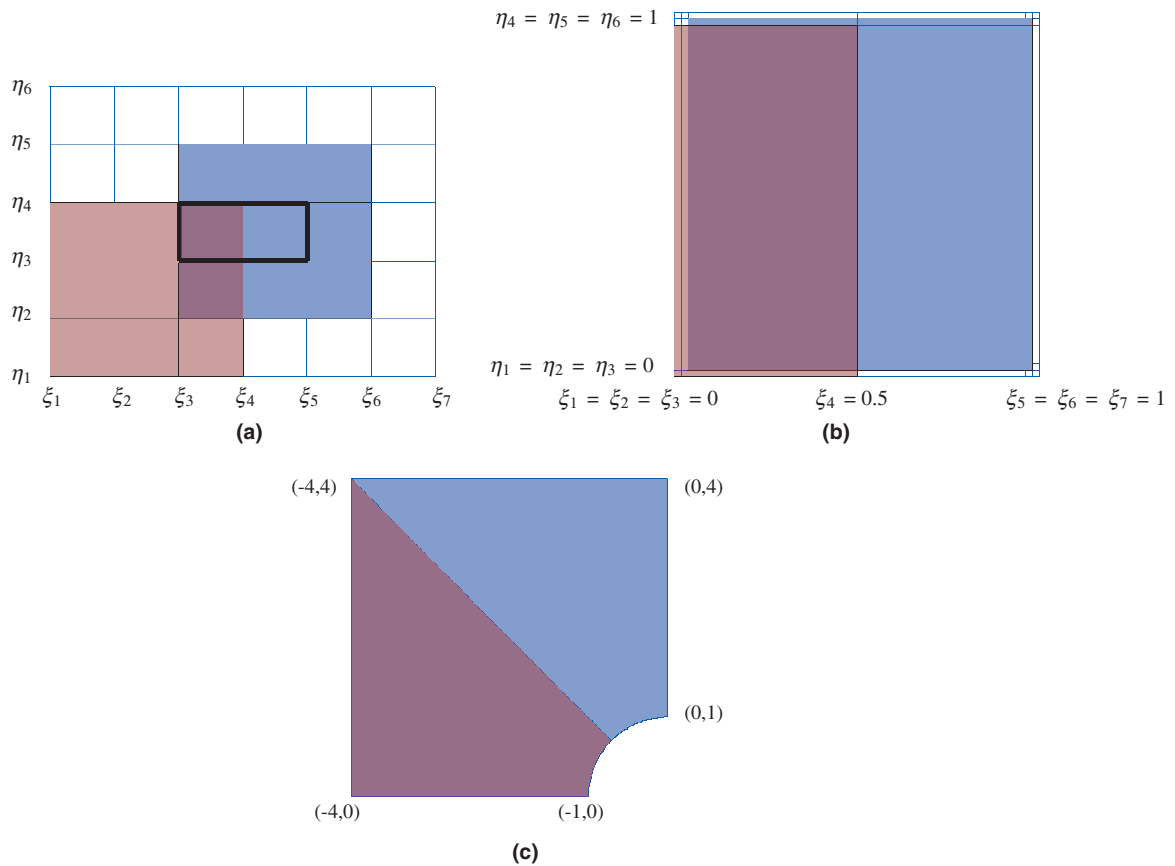 η6
η5
η4
η3
η2
η1
ξ1 ξ2 ξ3 ξ4 ξ5 ξ6 ξ7
(a)
η4 = η5 = η6 = 1
η1 = η2 = η3 = 0
ξ1 = ξ2 = ξ3 = 0 ξ4 = 0.5 ξ5 = ξ6 = ξ7 = 1
(b)
(-4,4) (0,4)
(0,1)
(-4,0) (-1,0)
(c)